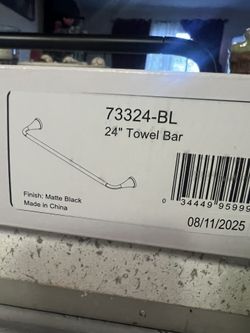 73324-BL
24" Towel Bar
Finish: Matte Black
Made in China
0 34449 95999
08/11/2025